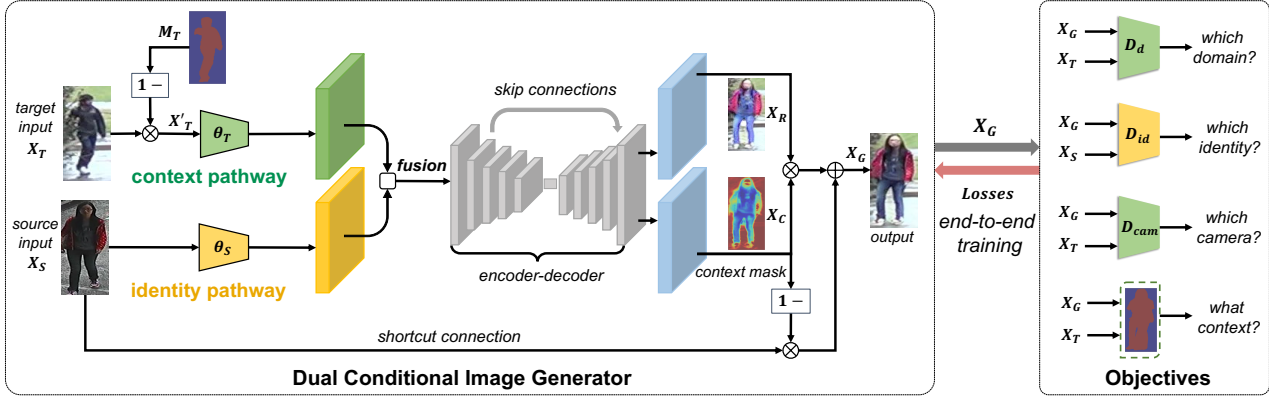 M_T
1 −
target
input
X_T
X'_T
θ_T
context pathway
source
input
X_S
θ_S
identity pathway
fusion
skip connections
encoder-decoder
X_R
X_C
context mask
1 −
X_G
output
shortcut connection
Dual Conditional Image Generator
X_G
Losses
end-to-end
training
X_G
X_T
D_d
which
domain?
X_G
X_S
D_id
which
identity?
X_G
X_T
D_cam
which
camera?
X_G
X_T
what
context?
Objectives